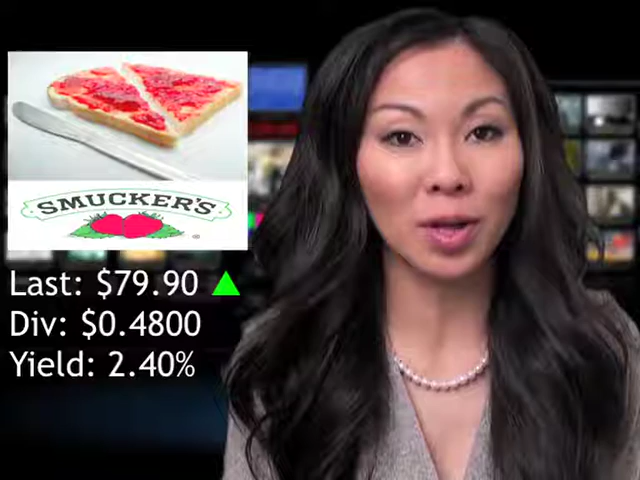 SMUCKER'S
®
Last: $79.90
Div: $0.4800
Yield: 2.40%